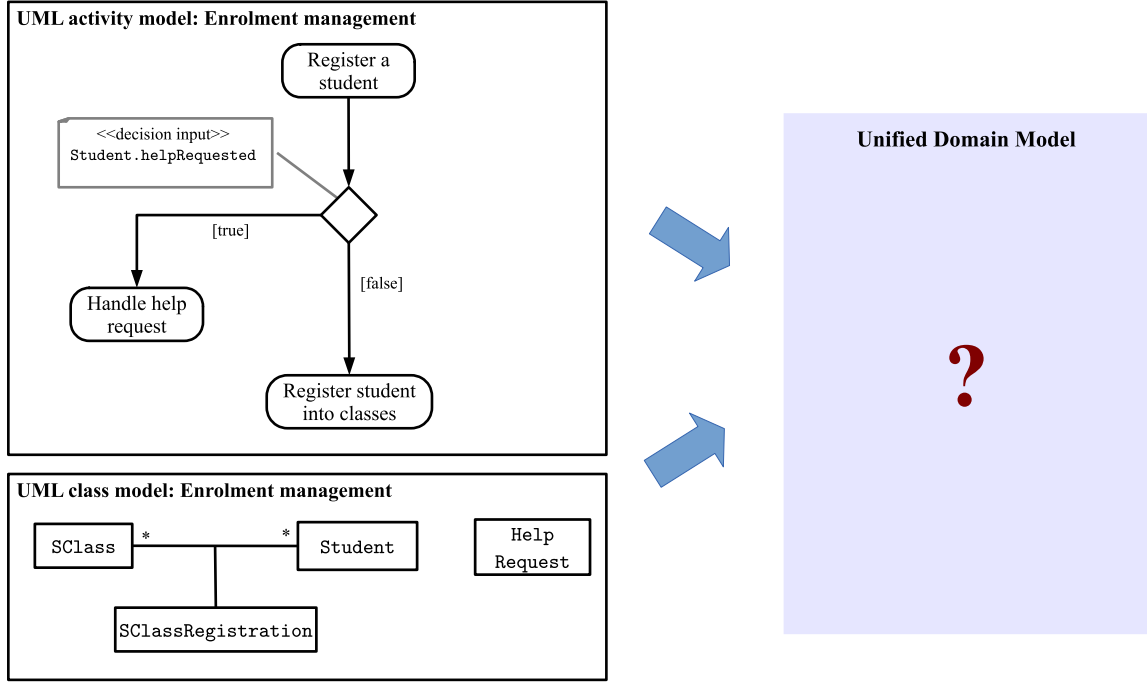 UML activity model: Enrolment management
Register a
student
<<decision input>>
Student.helpRequested
[true]
[false]
Handle help
request
Register student
into classes
UML class model: Enrolment management
SClass
*
*
Student
Help
Request
SClassRegistration
Unified Domain Model
?